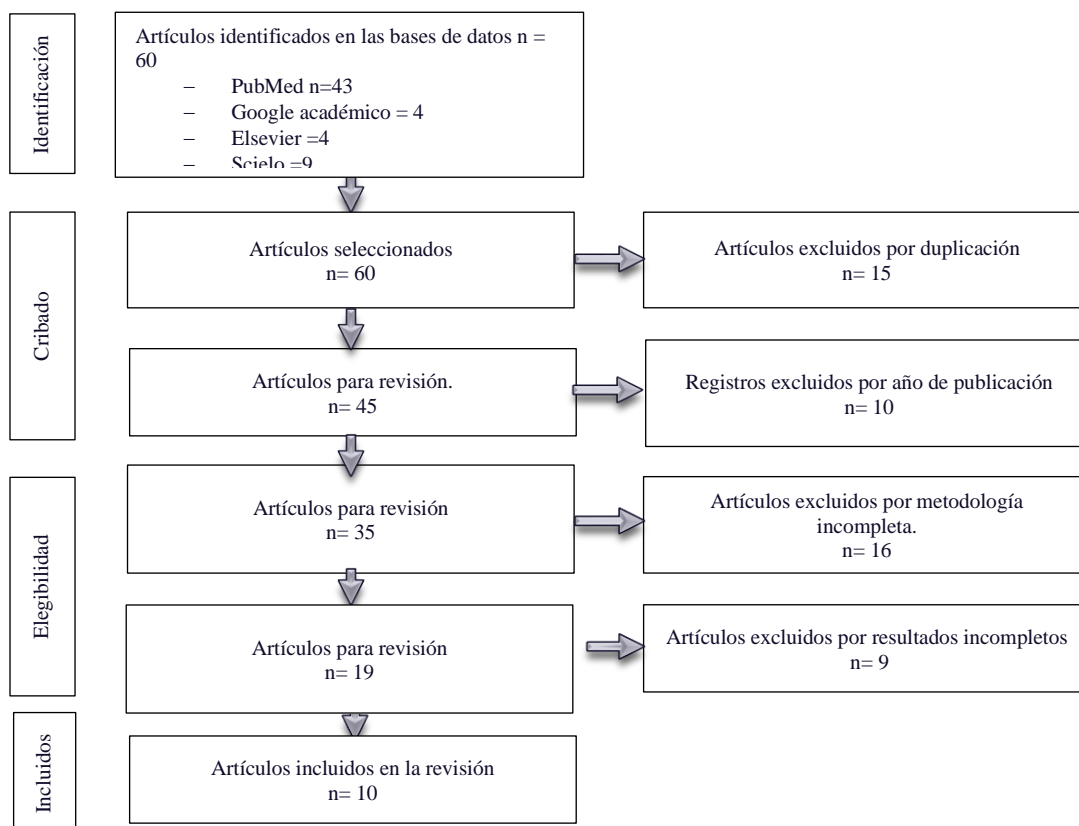 Identificación
Artículos identificados en las bases de datos n =
60
– PubMed n=43
– Google académico = 4
– Elsevier =4
– Scielo =9
Cribado
Artículos seleccionados
n= 60
Artículos excluidos por duplicación
n= 15
Artículos para revisión.
n= 45
Registros excluidos por año de publicación
n= 10
Elegibilidad
Artículos para revisión
n= 35
Artículos excluidos por metodología
incompleta.
n= 16
Artículos para revisión
n= 19
Artículos excluidos por resultados incompletos
n= 9
Incluidos
Artículos incluidos en la revisión
n= 10